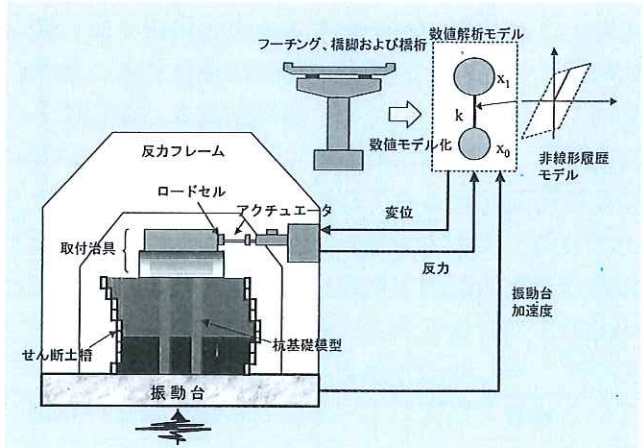 フーチング、橋脚および橋桁
数値解析モデル
x1
k
x0
数値モデル化
非線形履歴
モデル
反力フレーム
ロードセル
アクチュエータ
変位
取付治具
反力
振動台
加速度
せん断土槽
杭基礎模型
振動台